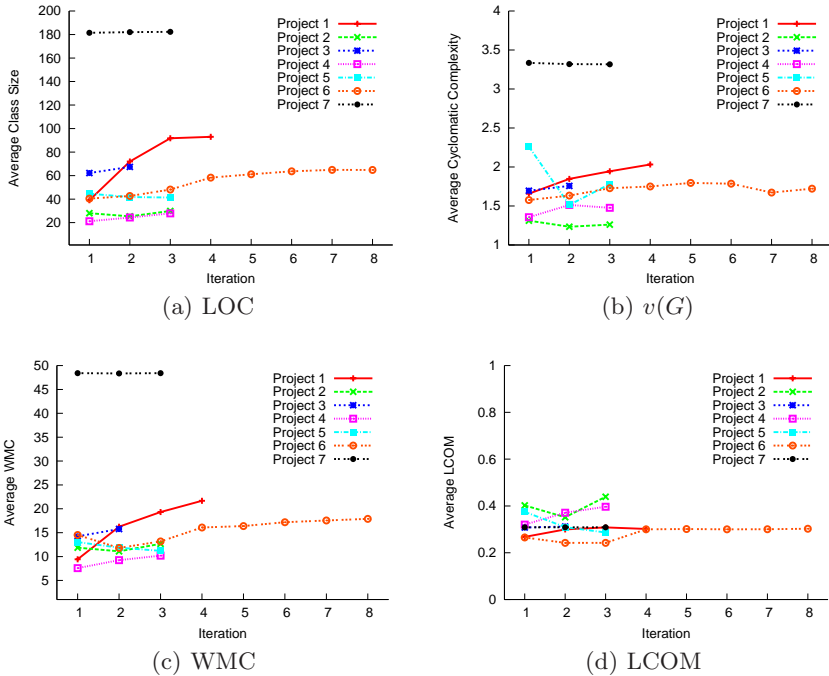 200
180
160
140
120
100
80
60
40
20
Average Class Size
Project 1
Project 2
Project 3
Project 4
Project 5
Project 6
Project 7
1 2 3 4 5 6 7 8
Iteration
(a) LOC
4
3.5
3
2.5
2
1.5
1
Average Cyclomatic Complexity
Project 1
Project 2
Project 3
Project 4
Project 5
Project 6
Project 7
1 2 3 4 5 6 7 8
Iteration
(b) v(G)
50
45
40
35
30
25
20
15
10
5
Average WMC
Project 1
Project 2
Project 3
Project 4
Project 5
Project 6
Project 7
1 2 3 4 5 6 7 8
Iteration
(c) WMC
1
0.8
0.6
0.4
0.2
0
Average LCOM
Project 1
Project 2
Project 3
Project 4
Project 5
Project 6
Project 7
1 2 3 4 5 6 7 8
Iteration
(d) LCOM